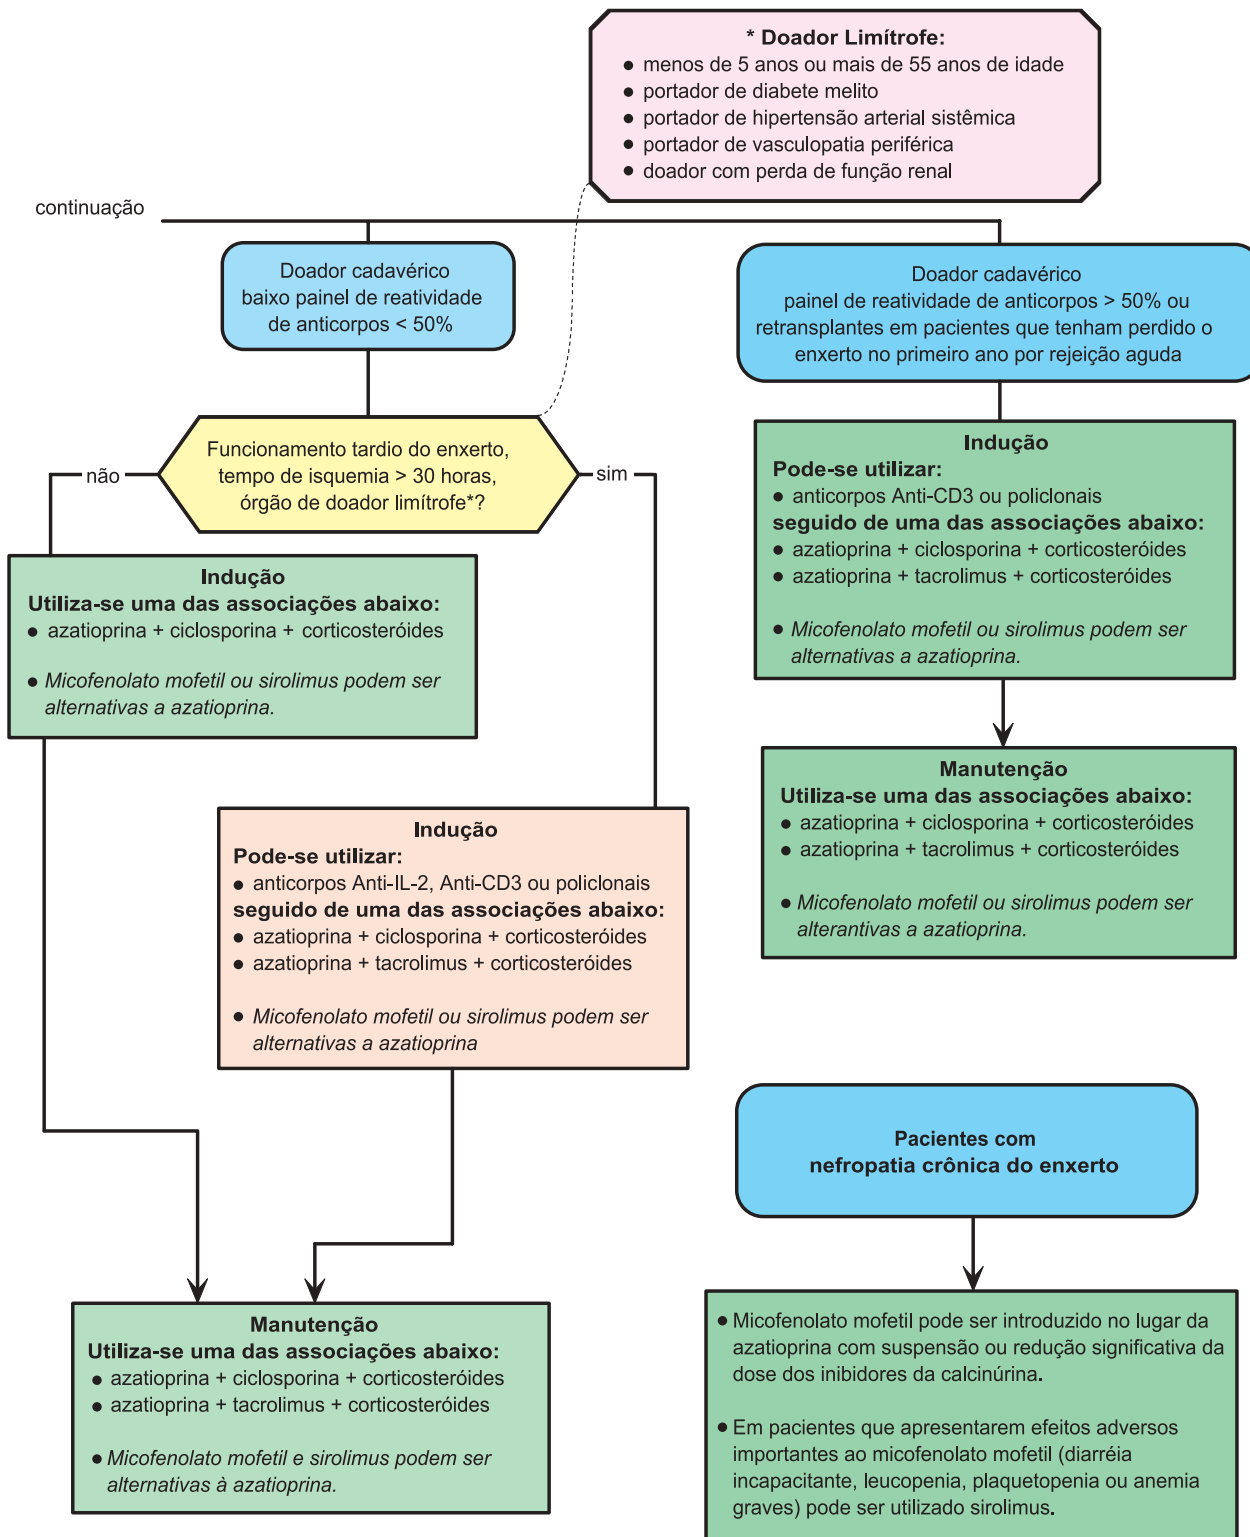 * Doador Limítrofe:
● menos de 5 anos ou mais de 55 anos de idade
● portador de diabete melito
● portador de hipertensão arterial sistêmica
● portador de vasculopatia periférica
● doador com perda de função renal
continuação
Doador cadavérico
baixo painel de reatividade
de anticorpos < 50%
Doador cadavérico
painel de reatividade de anticorpos > 50% ou
retransplantes em pacientes que tenham perdido o
enxerto no primeiro ano por rejeição aguda
Funcionamento tardio do enxerto,
tempo de isquemia > 30 horas,
órgão de doador limítrofe*?
não
sim
Indução
Utiliza-se uma das associações abaixo:
● azatioprina + ciclosporina + corticosteróides
● Micofenolato mofetil ou sirolimus podem ser
alternativas a azatioprina.
Indução
Pode-se utilizar:
● anticorpos Anti-CD3 ou policlonais
seguido de uma das associações abaixo:
● azatioprina + ciclosporina + corticosteróides
● azatioprina + tacrolimus + corticosteróides
● Micofenolato mofetil ou sirolimus podem ser
alternativas a azatioprina.
Indução
Pode-se utilizar:
● anticorpos Anti-IL-2, Anti-CD3 ou policlonais
seguido de uma das associações abaixo:
● azatioprina + ciclosporina + corticosteróides
● azatioprina + tacrolimus + corticosteróides
● Micofenolato mofetil ou sirolimus podem ser
alternativas a azatioprina
Manutenção
Utiliza-se uma das associações abaixo:
● azatioprina + ciclosporina + corticosteróides
● azatioprina + tacrolimus + corticosteróides
● Micofenolato mofetil ou sirolimus podem ser
alterantivas a azatioprina.
Manutenção
Utiliza-se uma das associações abaixo:
● azatioprina + ciclosporina + corticosteróides
● azatioprina + tacrolimus + corticosteróides
● Micofenolato mofetil e sirolimus podem ser
alternativas à azatioprina.
Pacientes com
nefropatia crônica do enxerto
● Micofenolato mofetil pode ser introduzido no lugar da
azatioprina com suspensão ou redução significativa da
dose dos inibidores da calcinúrina.
● Em pacientes que apresentarem efeitos adversos
importantes ao micofenolato mofetil (diarréia
incapacitante, leucopenia, plaquetopenia ou anemia
graves) pode ser utilizado sirolimus.